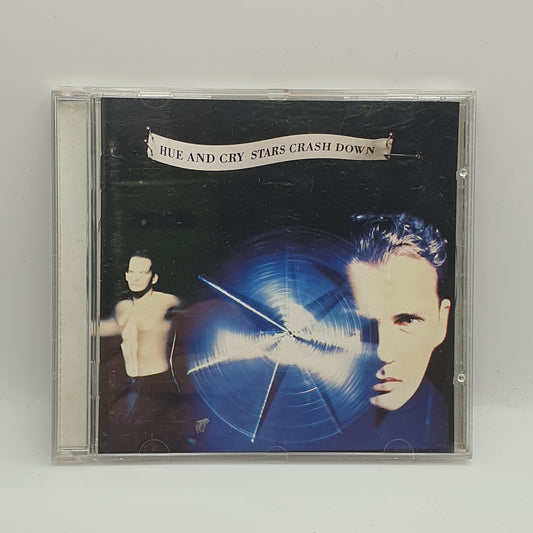 HUE AND CRY STARS CRASH DOWN